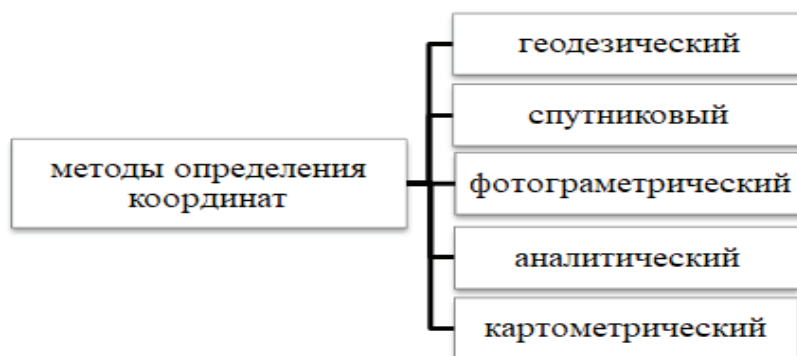 геодезический
спутниковый
методы определения
координат
фотограметрический
аналитический
картометрический